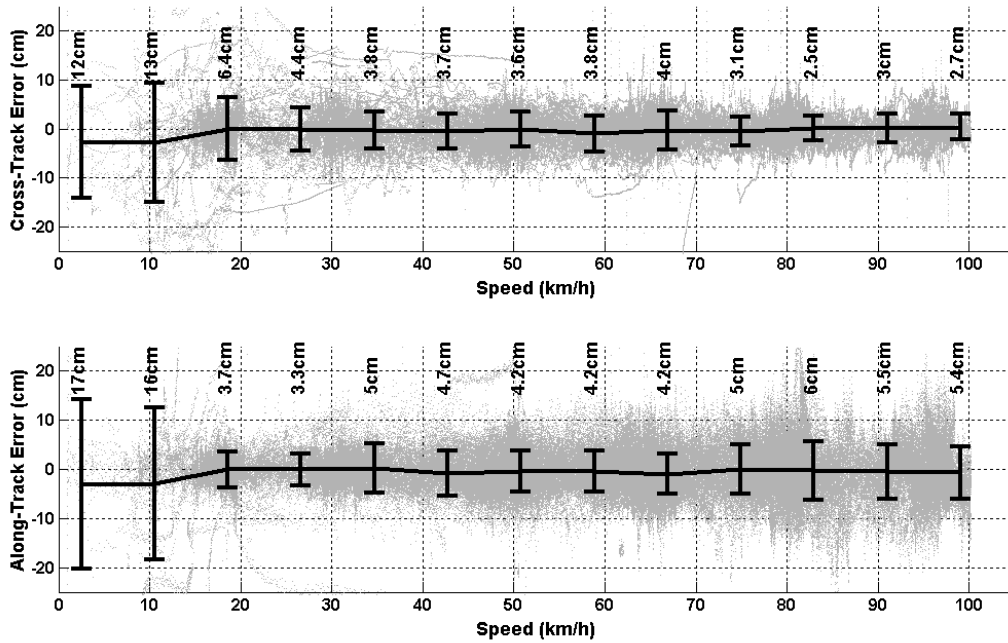 20
10
0
-10
-20
Cross-Track Error (cm)
12cm 13cm 6.4cm 4.4cm 3.8cm 3.7cm 3.6cm 3.8cm 4cm 3.1cm 2.5cm 3cm 2.7cm
0 10 20 30 40 50 60 70 80 90 100
Speed (km/h)
20
10
0
-10
-20
Along-Track Error (cm)
17cm 16cm 3.7cm 3.3cm 5cm 4.7cm 4.2cm 4.2cm 4.2cm 5cm 6cm 5.5cm 5.4cm
0 10 20 30 40 50 60 70 80 90 100
Speed (km/h)